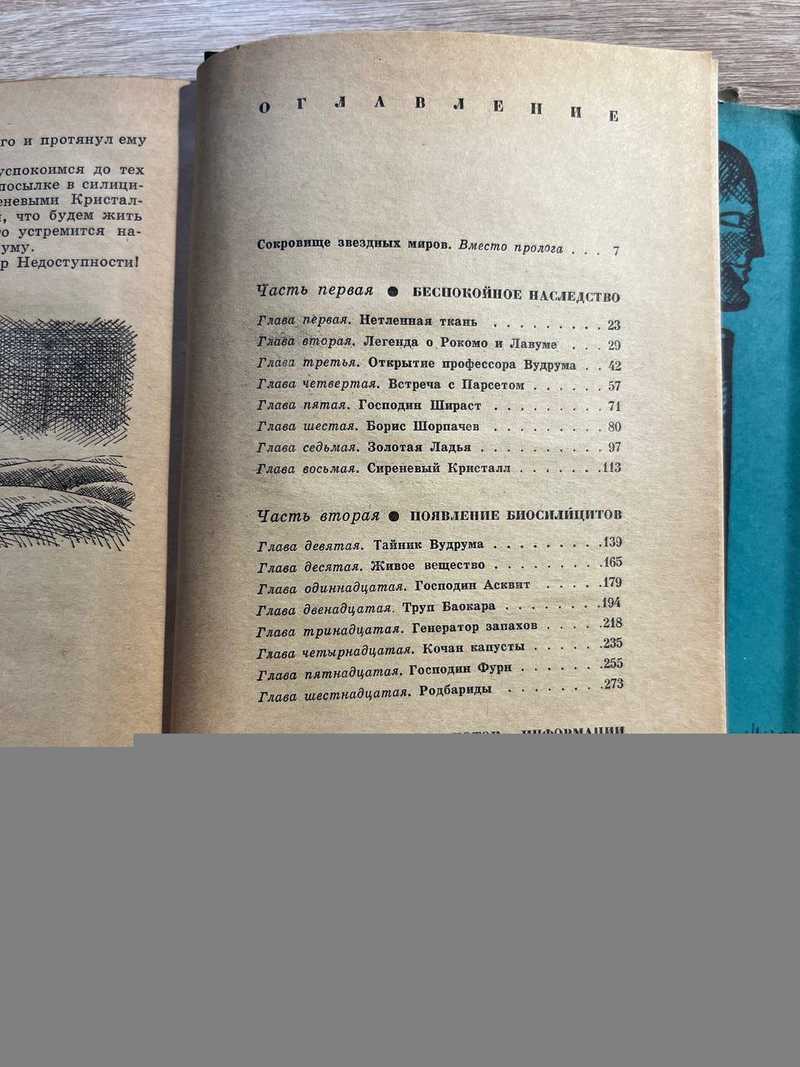 го и протянул ему
успокоимся до тех
посылке в силици-
еневыми Кристал-
, что будем жить
го устремится на-
уму.
р Недоступности!
ОГЛАВЛЕНИЕ
Сокровище звездных миров. Вместо пролога . . . 7
Часть первая ● БЕСПОКОЙНОЕ НАСЛЕДСТВО
Глава первая. Нетленная ткань . . . . . . . . . 23
Глава вторая. Легенда о Рокомо и Лавуме . . . 29
Глава третья. Открытие профессора Вудрума . . 42
Глава четвертая. Встреча с Парсетом . . . . . . 57
Глава пятая. Господин Шираст . . . . . . . . . 71
Глава шестая. Борис Шорпачев . . . . . . . . . 80
Глава седьмая. Золотая Ладья . . . . . . . . . . 97
Глава восьмая. Сиреневый Кристалл . . . . . . .113
Часть вторая ● ПОЯВЛЕНИЕ БИОСИЛИЦИТОВ
Глава девятая. Тайник Вудрума . . . . . . . . .139
Глава десятая. Живое вещество . . . . . . . . .165
Глава одиннадцатая. Господин Асквит . . . . .179
Глава двенадцатая. Труп Баокара . . . . . . . .194
Глава тринадцатая. Генератор запахов . . . . .218
Глава четырнадцатая. Кочан капусты . . . . . .235
Глава пятнадцатая. Господин Фурн . . . . . . .255
Глава шестнадцатая. Родбариды . . . . . . . .273
ИНФОРМАЦИИ